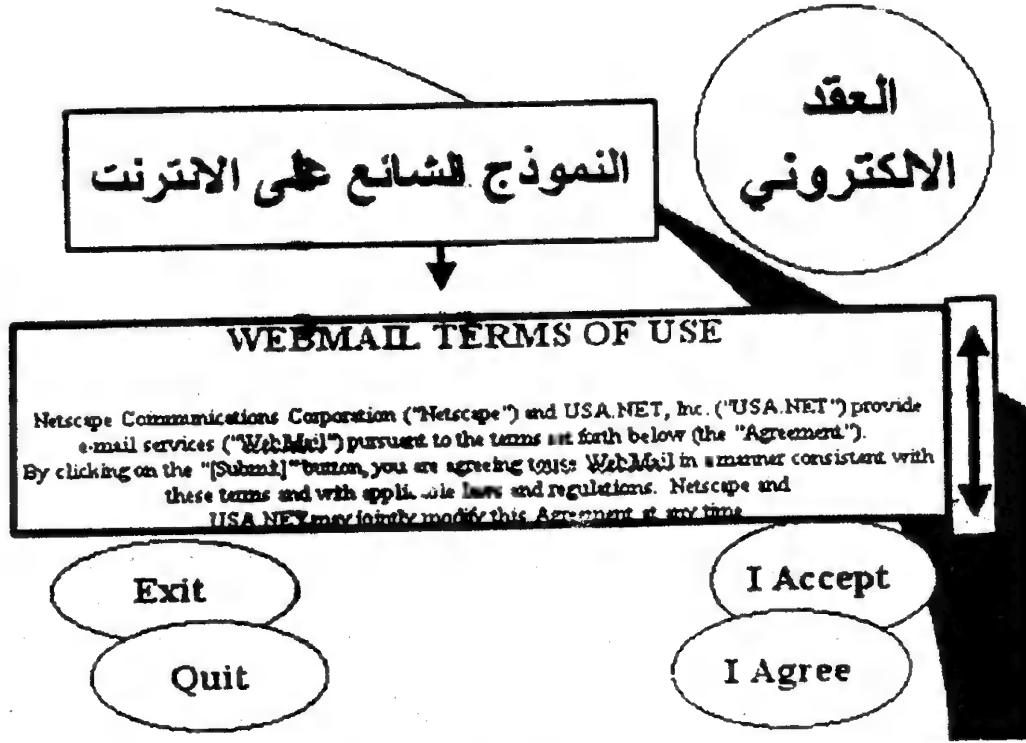 العقد
الالكتروني
النموذج الشائع على الانترنت
WEBMAIL TERMS OF USE
Netscape Communications Corporation ("Netscape") and USA.NET, Inc. ("USA.NET") provide
e-mail services ("WebMail") pursuant to the terms set forth below (the "Agreement").
By clicking on the "[Submit]" button, you are agreeing to use WebMail in a manner consistent with
these terms and with applicable laws and regulations. Netscape and
USA.NET may jointly modify this Agreement at any time
Exit
I Accept
Quit
I Agree